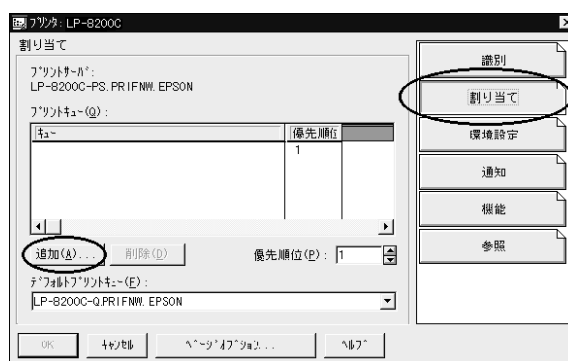 ﾌﾟﾘﾝﾀ: LP-8200C
割り当て
ﾌﾟﾘﾝﾄｻｰﾊﾞ:
LP-8200C-PS.PRIFNW.EPSON
ﾌﾟﾘﾝﾄｷｭｰ(Q):
ｷｭｰ 優先順位
1
追加(A)... 削除(D) 優先順位(P): 1
ﾃﾞﾌｫﾙﾄﾌﾟﾘﾝﾄｷｭｰ(F):
LP-8200C-Q.PRIFNW.EPSON
OK ｷｬﾝｾﾙ ﾍﾟｰｼﾞｵﾌﾟｼｮﾝ... ﾍﾙﾌﾟ
識別
割り当て
環境設定
通知
機能
参照